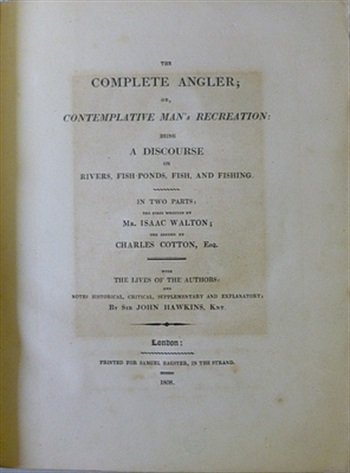 THE
COMPLETE ANGLER;
OR,
CONTEMPLATIVE MAN's RECREATION:
BEING
A DISCOURSE
ON
RIVERS, FISH-PONDS, FISH, AND FISHING.
IN TWO PARTS:
THE FIRST WRITTEN BY
MR. ISAAC WALTON;
THE SECOND BY
CHARLES COTTON, ESQ.
WITH
THE LIVES OF THE AUTHORS:
AND
NOTES HISTORICAL, CRITICAL, SUPPLEMENTARY AND EXPLANATORY;
BY SIR JOHN HAWKINS, KNT.
London:
PRINTED FOR SAMUEL BAGSTER, IN THE STRAND.
1808.